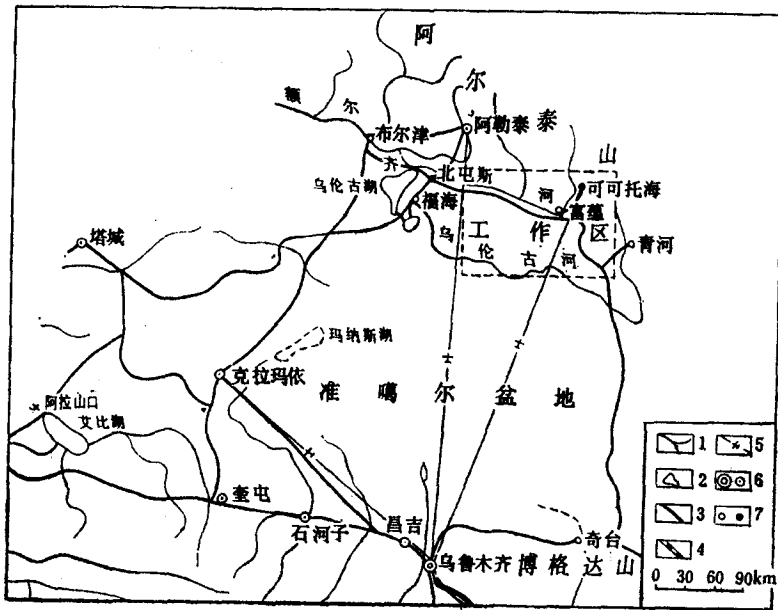 阿
尔
泰
山
额
尔
齐
河
布尔津
阿勒泰
北屯斯
乌伦古湖
福海
可可托海
富蕴
工作区
青河
乌
伦
古
河
塔城
玛纳斯湖
克拉玛依
准噶尔盆地
阿拉山口
艾比湖
奎屯
石河子
昌吉
乌鲁木齐
博格达山
奇台
1
5
2
6
3
7
4
0 30 60 90km